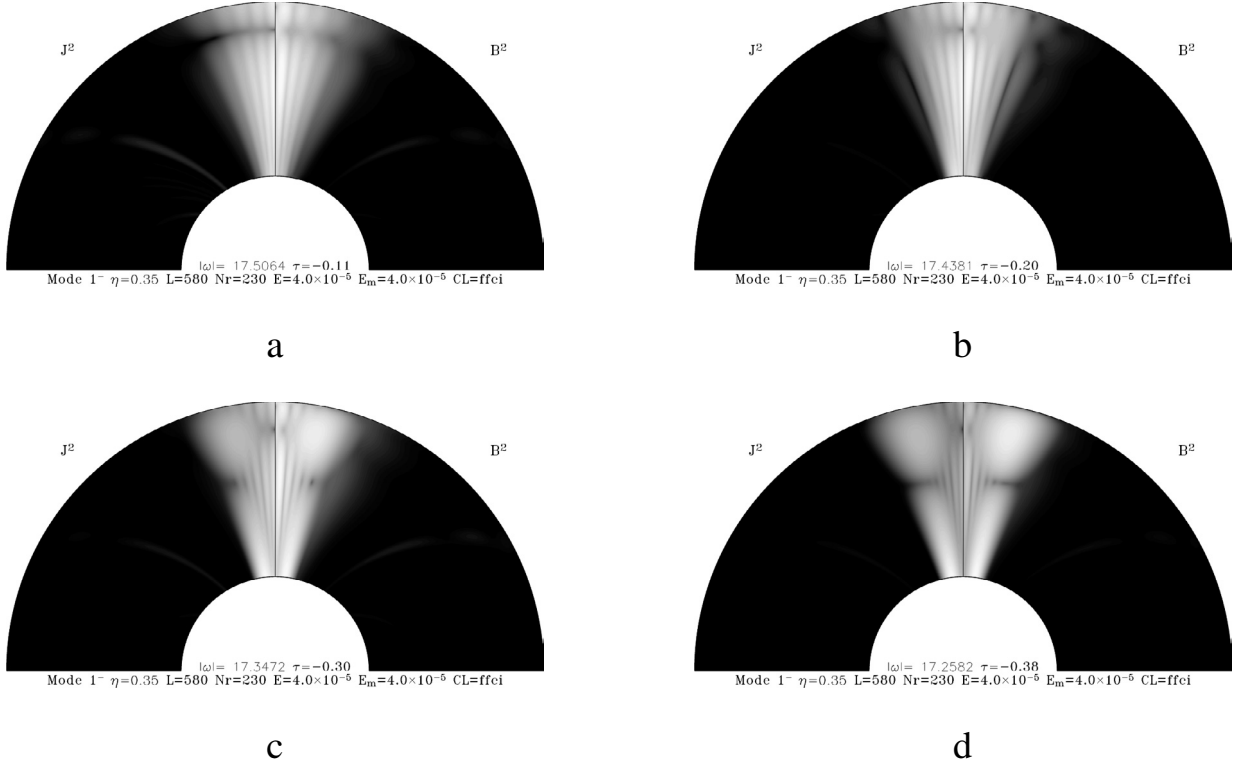 J² B²
|ω|= 17.5064 τ=−0.11
Mode 1⁻ η=0.35 L=580 Nr=230 E=4.0×10⁻⁵ Eₘ=4.0×10⁻⁵ CL=ffci
a
J² B²
|ω|= 17.4381 τ=−0.20
Mode 1⁻ η=0.35 L=580 Nr=230 E=4.0×10⁻⁵ Eₘ=4.0×10⁻⁵ CL=ffci
b
J² B²
|ω|= 17.3472 τ=−0.30
Mode 1⁻ η=0.35 L=580 Nr=230 E=4.0×10⁻⁵ Eₘ=4.0×10⁻⁵ CL=ffci
c
J² B²
|ω|= 17.2582 τ=−0.38
Mode 1⁻ η=0.35 L=580 Nr=230 E=4.0×10⁻⁵ Eₘ=4.0×10⁻⁵ CL=ffci
d